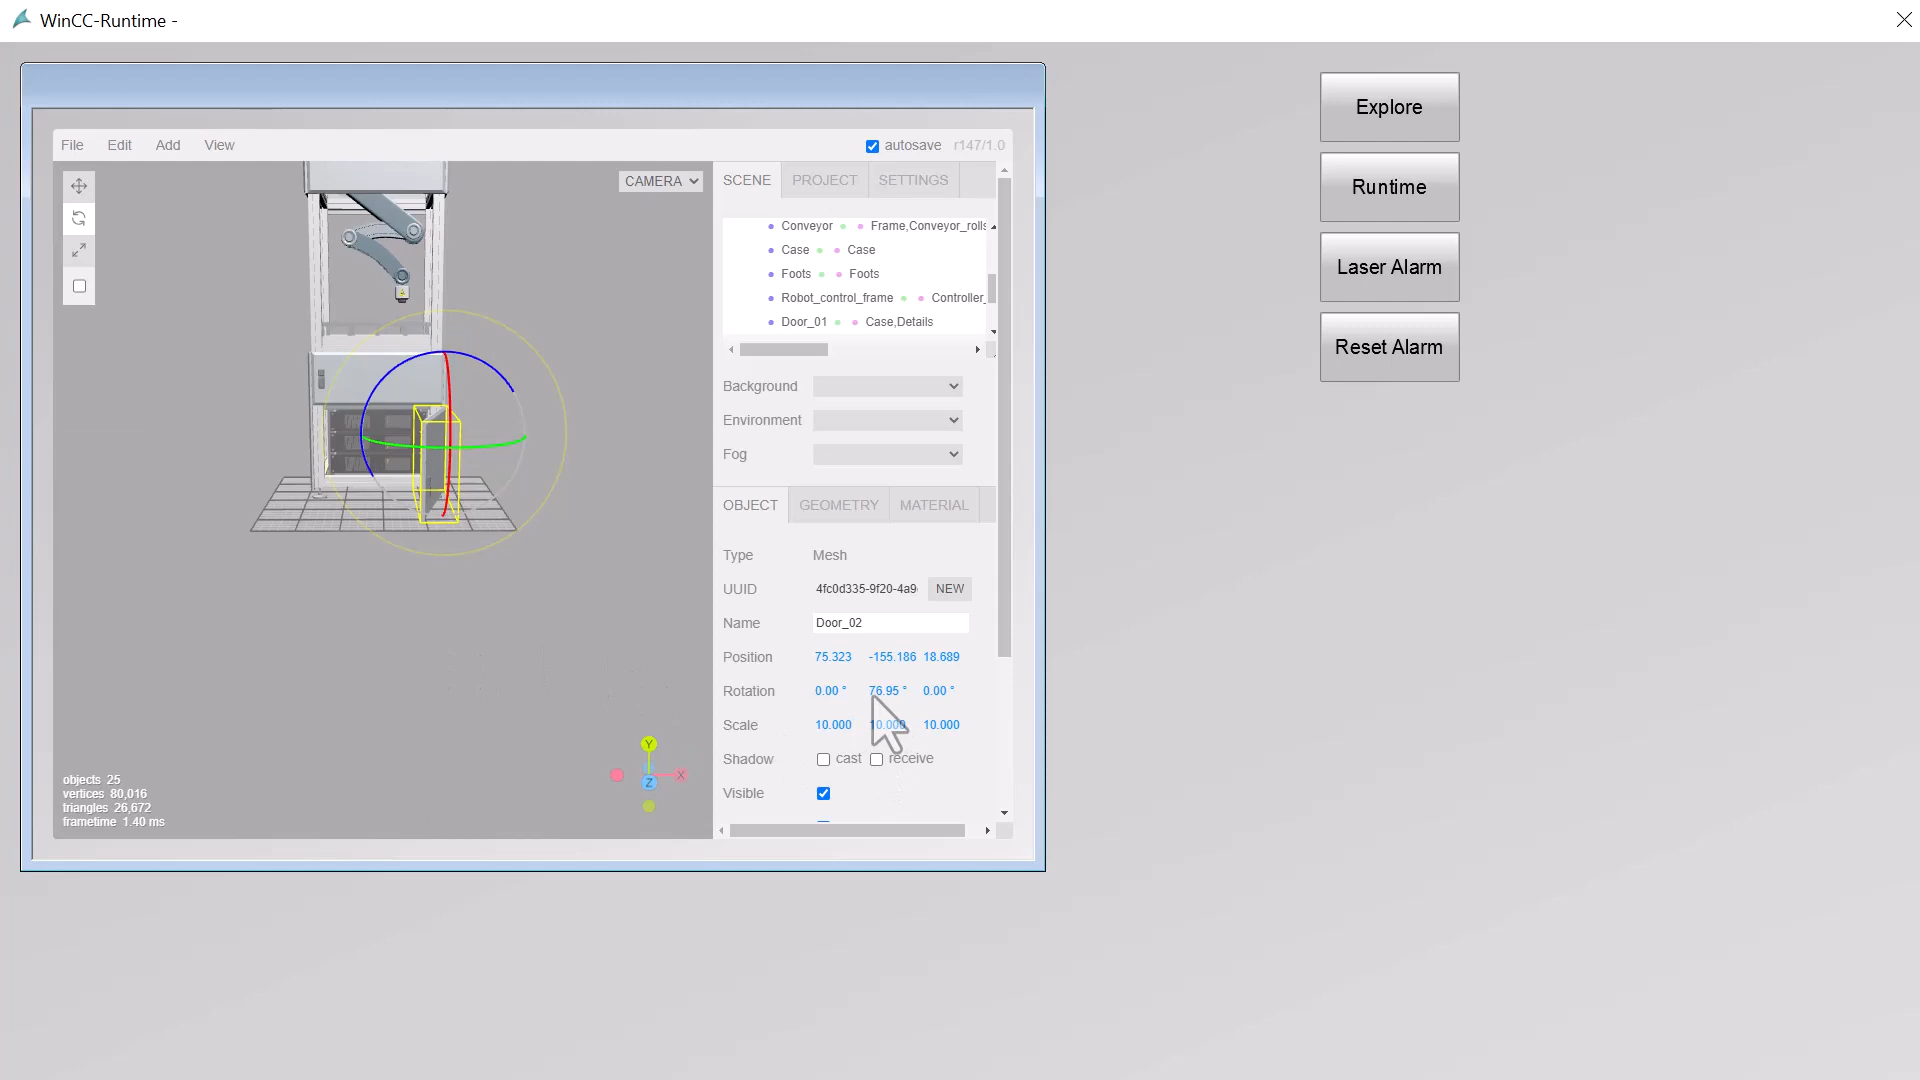 WinCC-Runtime -
Explore
Runtime
Laser Alarm
Reset Alarm
File Edit Add View
autosave r147/1.0
CAMERA
SCENE PROJECT SETTINGS
Conveyor Frame,Conveyor_rolls
Case Case
Foots Foots
Robot_control_frame Controller_
Door_01 Case,Details
Background
Environment
Fog
OBJECT GEOMETRY MATERIAL
Type Mesh
UUID 4fc0d335-9f20-4a9 NEW
Name Door_02
Position 75.323 -155.186 18.689
Rotation 0.00 ° 76.95 ° 0.00 °
Scale 10.000 10.000 10.000
Shadow cast receive
Visible
Y
Z
X
objects 25
vertices 80,016
triangles 26,672
frametime 1.40 ms